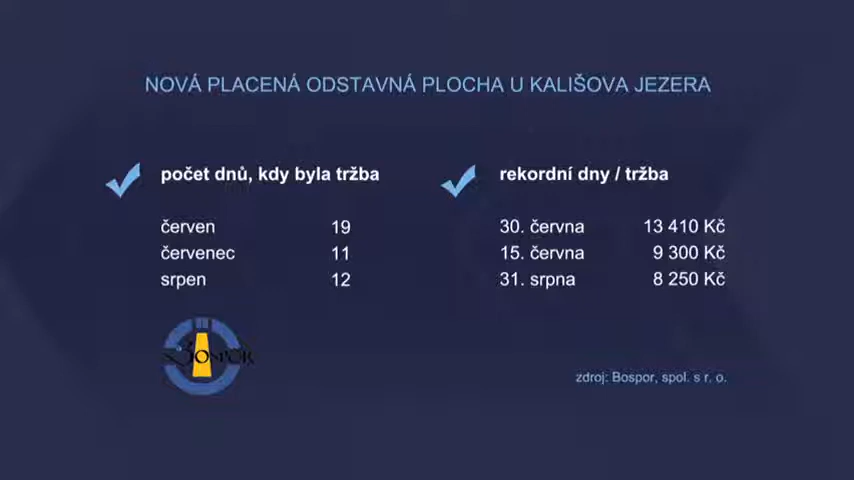 NOVÁ PLACENÁ ODSTAVNÁ PLOCHA U KALIŠOVA JEZERA
počet dnů, kdy byla tržba
červen 19
červenec 11
srpen 12
rekordní dny / tržba
30. června 13 410 Kč
15. června 9 300 Kč
31. srpna 8 250 Kč
BOSPOR
zdroj: Bospor, spol. s r. o.